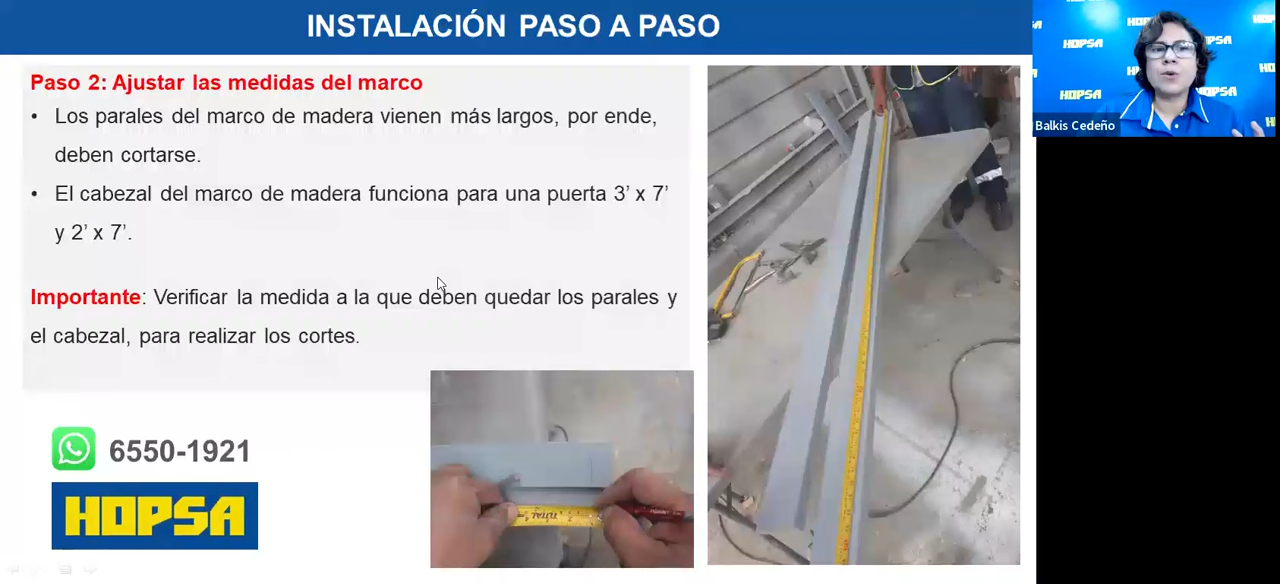 INSTALACIÓN PASO A PASO
Paso 2: Ajustar las medidas del marco
• Los parales del marco de madera vienen más largos, por ende,
deben cortarse.
• El cabezal del marco de madera funciona para una puerta 3’ x 7’
y 2’ x 7’.
Importante: Verificar la medida a la que deben quedar los parales y
el cabezal, para realizar los cortes.
6550-1921
HOPSA
TOTAL
HOPSA
HOPSA
HOPSA
Balkis Cedeño